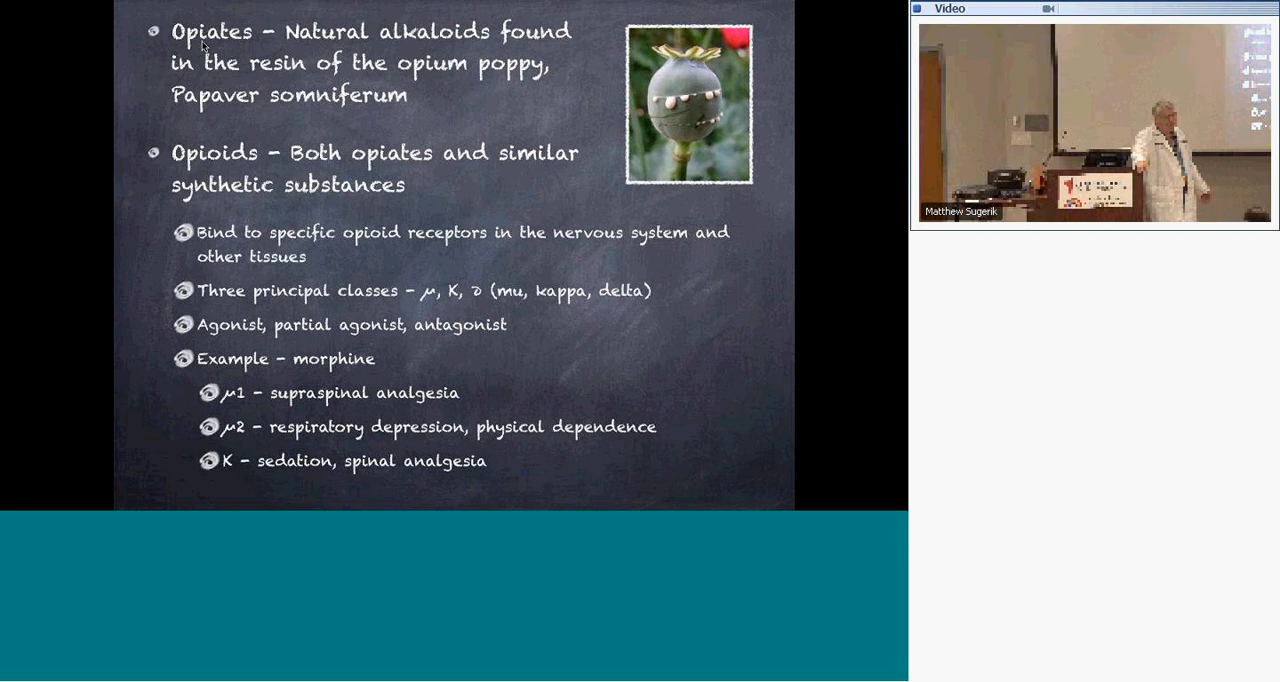 Opiates - Natural alkaloids found
in the resin of the opium poppy,
Papaver somniferum
Opioids - Both opiates and similar
synthetic substances
Bind to specific opioid receptors in the nervous system and
other tissues
Three principal classes - μ, K, ∂ (mu, kappa, delta)
Agonist, partial agonist, antagonist
Example - morphine
μ1 - supraspinal analgesia
μ2 - respiratory depression, physical dependence
K - sedation, spinal analgesia
Video
Matthew Sugerik